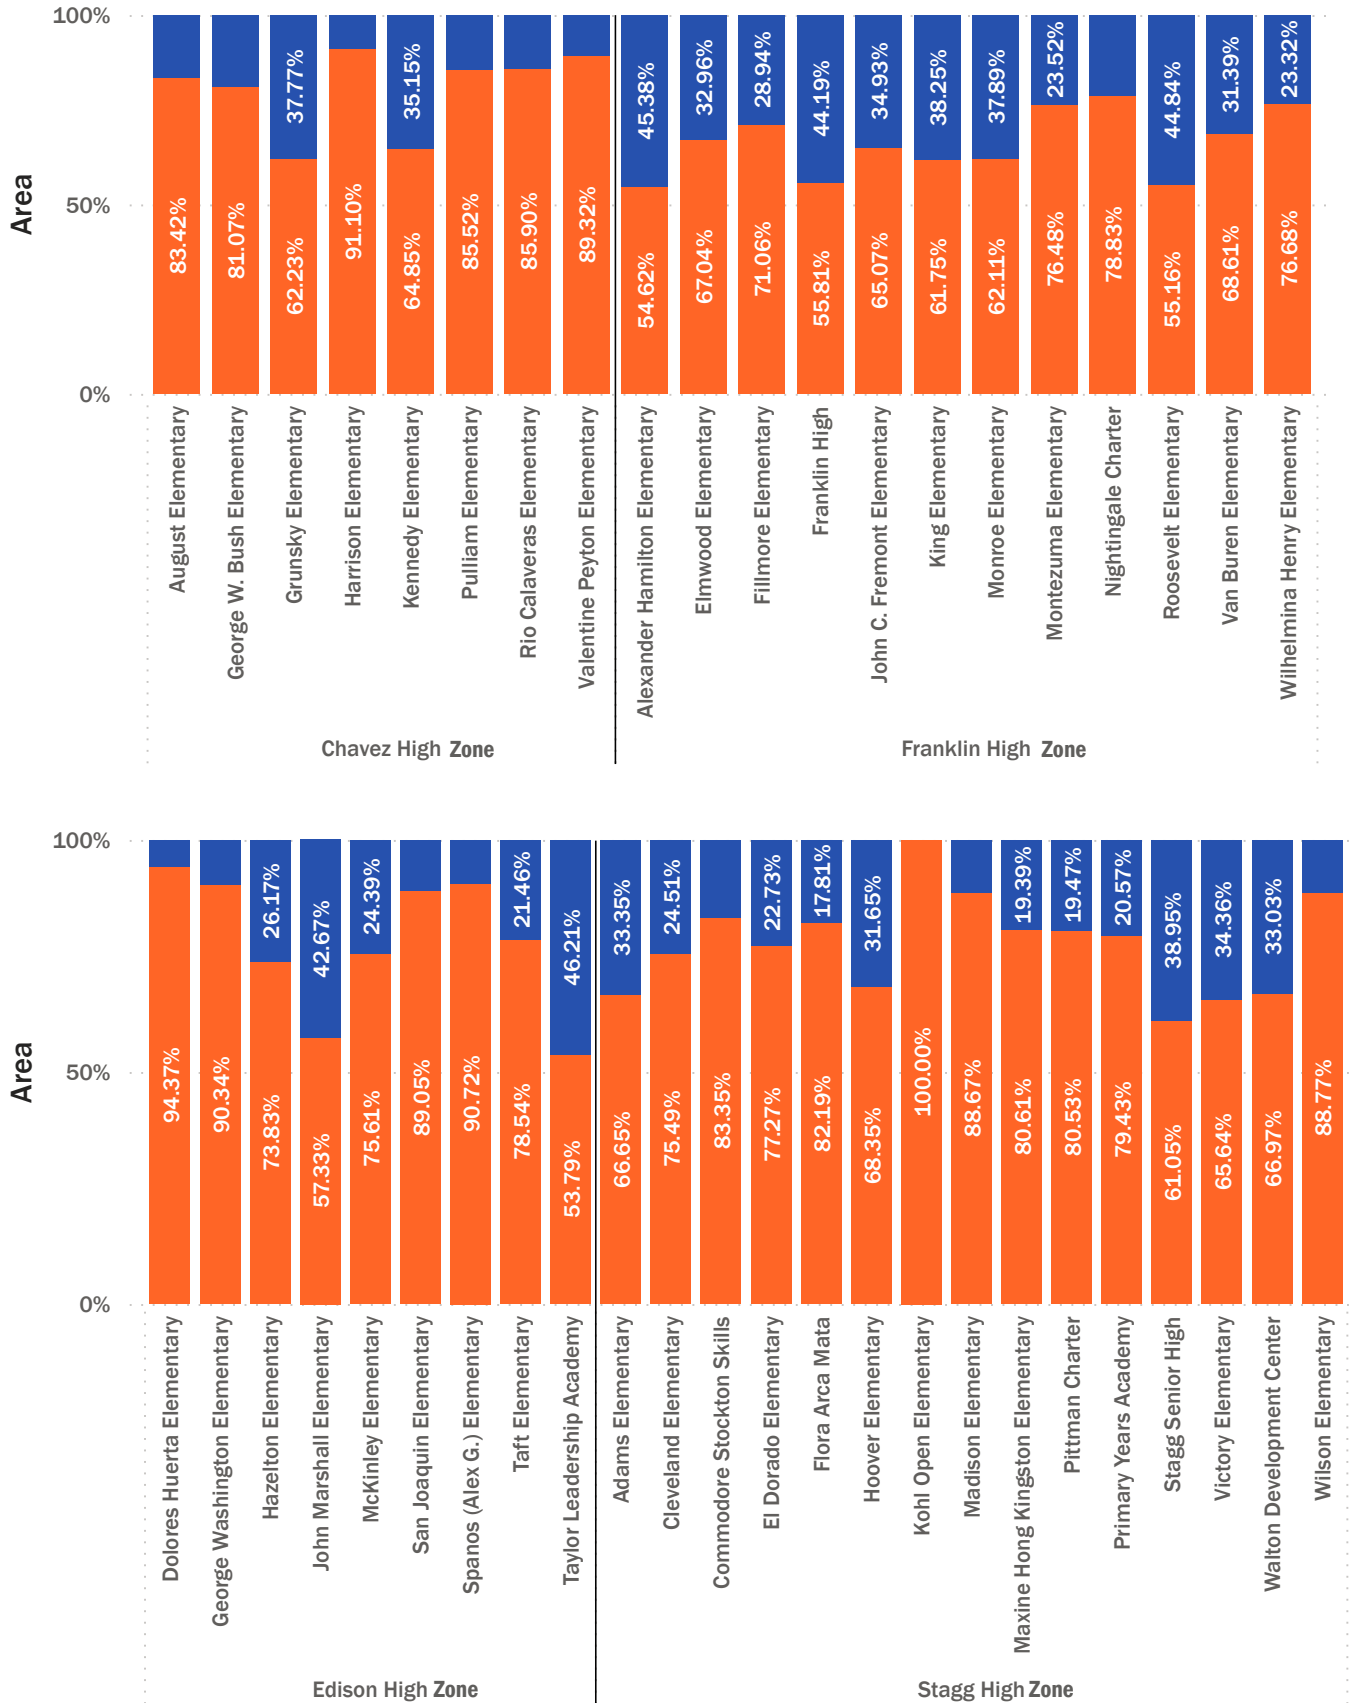 100%
50%
0%
Area
83.42%
81.07%
37.77%
62.23%
91.10%
35.15%
64.85%
85.52%
85.90%
89.32%
45.38%
54.62%
32.96%
67.04%
28.94%
71.06%
44.19%
55.81%
34.93%
65.07%
38.25%
61.75%
37.89%
62.11%
23.52%
76.48%
78.83%
44.84%
55.16%
31.39%
68.61%
23.32%
76.68%
August Elementary
George W. Bush Elementary
Grunsky Elementary
Harrison Elementary
Kennedy Elementary
Pulliam Elementary
Rio Calaveras Elementary
Valentine Peyton Elementary
Alexander Hamilton Elementary
Elmwood Elementary
Fillmore Elementary
Franklin High
John C. Fremont Elementary
King Elementary
Monroe Elementary
Montezuma Elementary
Nightingale Charter
Roosevelt Elementary
Van Buren Elementary
Wilhelmina Henry Elementary
Chavez High Zone
Franklin High Zone
100%
50%
0%
Area
94.37%
90.34%
26.17%
73.83%
42.67%
57.33%
24.39%
75.61%
89.05%
90.72%
21.46%
78.54%
46.21%
53.79%
33.35%
66.65%
24.51%
75.49%
83.35%
22.73%
77.27%
17.81%
82.19%
31.65%
68.35%
100.00%
88.67%
19.39%
80.61%
19.47%
80.53%
20.57%
79.43%
38.95%
61.05%
34.36%
65.64%
33.03%
66.97%
88.77%
Dolores Huerta Elementary
George Washington Elementary
Hazelton Elementary
John Marshall Elementary
McKinley Elementary
San Joaquin Elementary
Spanos (Alex G.) Elementary
Taft Elementary
Taylor Leadership Academy
Adams Elementary
Cleveland Elementary
Commodore Stockton Skills
El Dorado Elementary
Flora Arca Mata
Hoover Elementary
Kohl Open Elementary
Madison Elementary
Maxine Hong Kingston Elementary
Pittman Charter
Primary Years Academy
Stagg Senior High
Victory Elementary
Walton Development Center
Wilson Elementary
Edison High Zone
Stagg High Zone